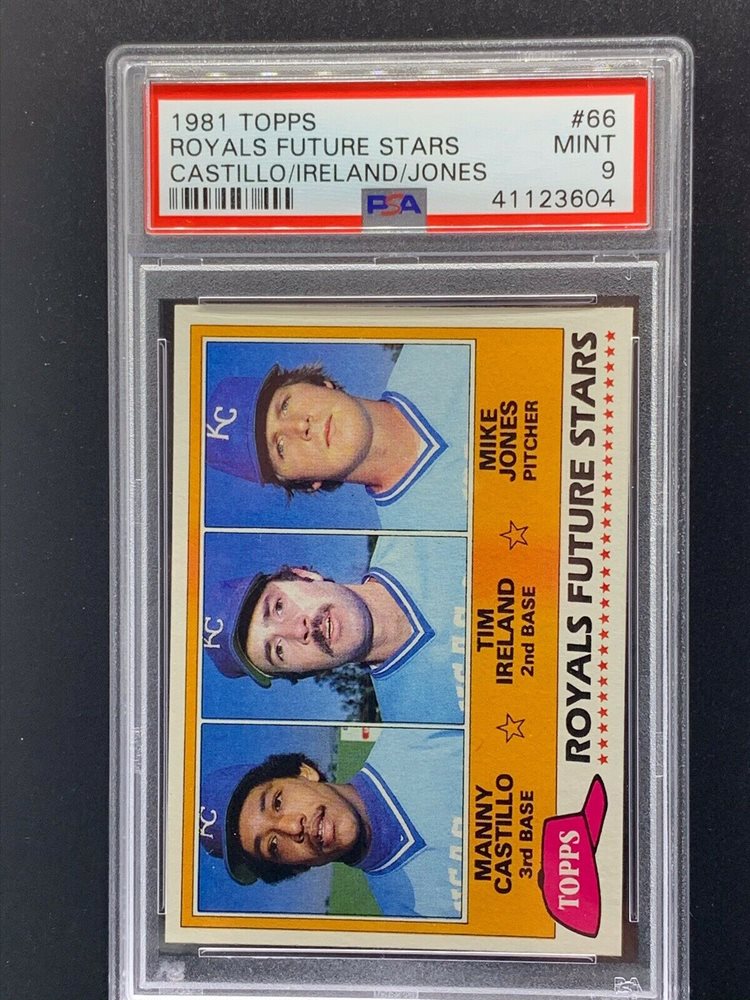 1981 TOPPS #66
ROYALS FUTURE STARS MINT
CASTILLO/IRELAND/JONES 9
PSA 41123604
KC
KC
KC
MANNY
CASTILLO
3rd BASE
TIM
IRELAND
2nd BASE
MIKE
JONES
PITCHER
TOPPS
ROYALS FUTURE STARS
PSA